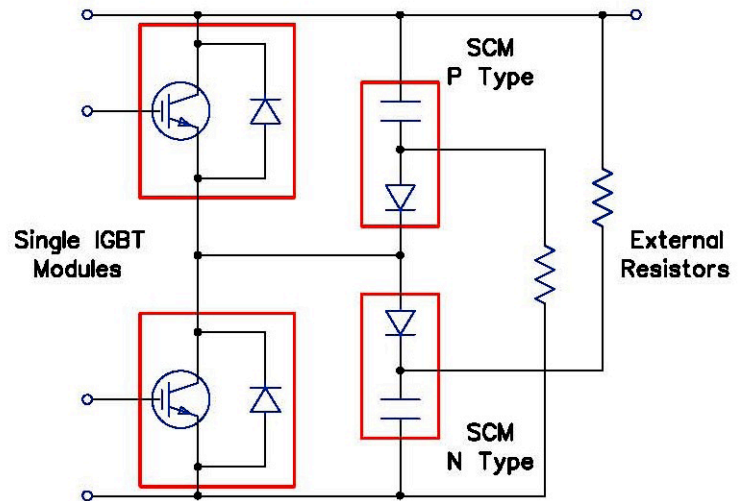 SCM
P Type
Single IGBT
Modules
External
Resistors
SCM
N Type